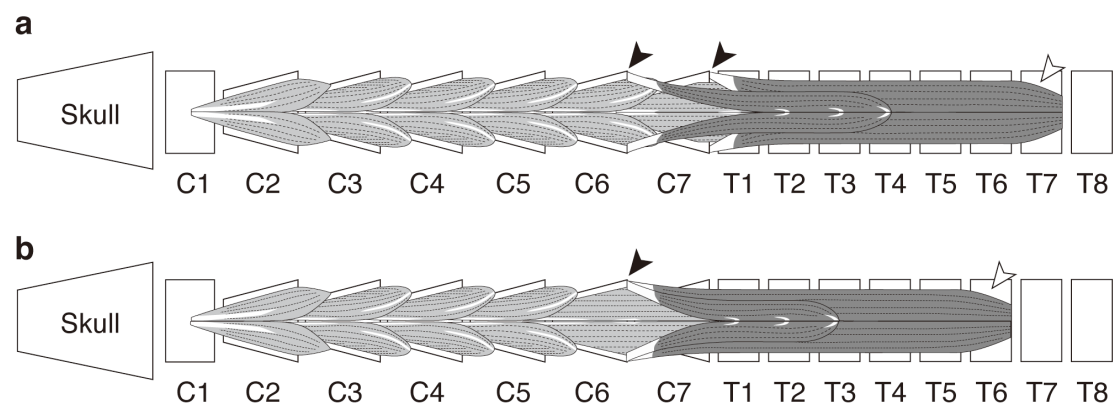 a
Skull
C1 C2 C3 C4 C5 C6 C7 T1 T2 T3 T4 T5 T6 T7 T8
b
Skull
C1 C2 C3 C4 C5 C6 C7 T1 T2 T3 T4 T5 T6 T7 T8